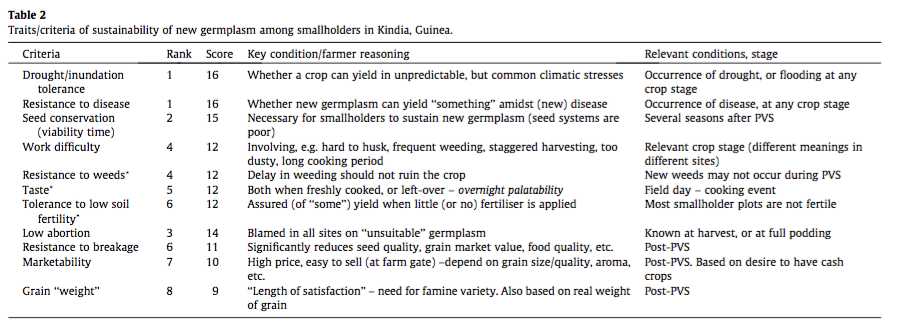 Table 2
Traits/criteria of sustainability of new germplasm among smallholders in Kindia, Guinea.
Criteria Rank Score Key condition/farmer reasoning Relevant conditions, stage
Drought/inundation 1 16 Whether a crop can yield in unpredictable, but common climatic stresses Occurrence of drought, or flooding at any
tolerance crop stage
Resistance to disease 1 16 Whether new germplasm can yield "something" amidst (new) disease Occurrence of disease, at any crop stage
Seed conservation 2 15 Necessary for smallholders to sustain new germplasm (seed systems are Several seasons after PVS
(viability time) poor)
Work difficulty 4 12 Involving, e.g. hard to husk, frequent weeding, staggered harvesting, too Relevant crop stage (different meanings in
dusty, long cooking period different sites)
Resistance to weeds* 4 12 Delay in weeding should not ruin the crop New weeds may not occur during PVS
Taste* 5 12 Both when freshly cooked, or left-over – overnight palatability Field day – cooking event
Tolerance to low soil 6 12 Assured (of "some") yield when little (or no) fertiliser is applied Most smallholder plots are not fertile
fertility*
Low abortion 3 14 Blamed in all sites on "unsuitable" germplasm Known at harvest, or at full podding
Resistance to breakage 6 11 Significantly reduces seed quality, grain market value, food quality, etc. Post-PVS
Marketability 7 10 High price, easy to sell (at farm gate) –depend on grain size/quality, aroma, Post-PVS. Based on desire to have cash
etc. crops
Grain "weight" 8 9 "Length of satisfaction" – need for famine variety. Also based on real weight Post-PVS
of grain